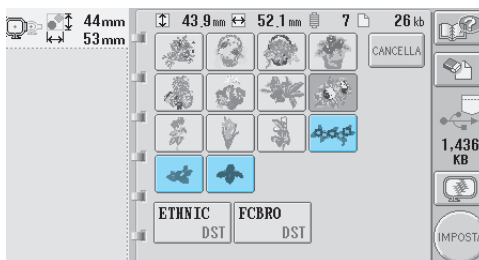 44mm
53mm
43.9mm 52.1mm 7 26kb
CANCELLA
1,436
KB
ETHNIC
DST
FCBRO
DST
IMPOSTA